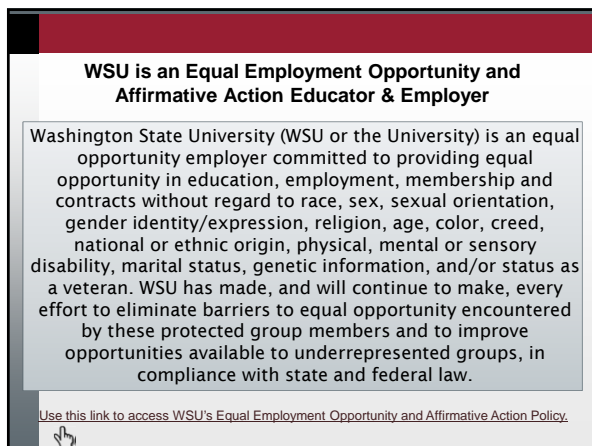 WSU is an Equal Employment Opportunity and
Affirmative Action Educator & Employer
Washington State University (WSU or the University) is an equal
opportunity employer committed to providing equal
opportunity in education, employment, membership and
contracts without regard to race, sex, sexual orientation,
gender identity/expression, religion, age, color, creed,
national or ethnic origin, physical, mental or sensory
disability, marital status, genetic information, and/or status as
a veteran. WSU has made, and will continue to make, every
effort to eliminate barriers to equal opportunity encountered
by these protected group members and to improve
opportunities available to underrepresented groups, in
compliance with state and federal law.
Use this link to access WSU's Equal Employment Opportunity and Affirmative Action Policy.